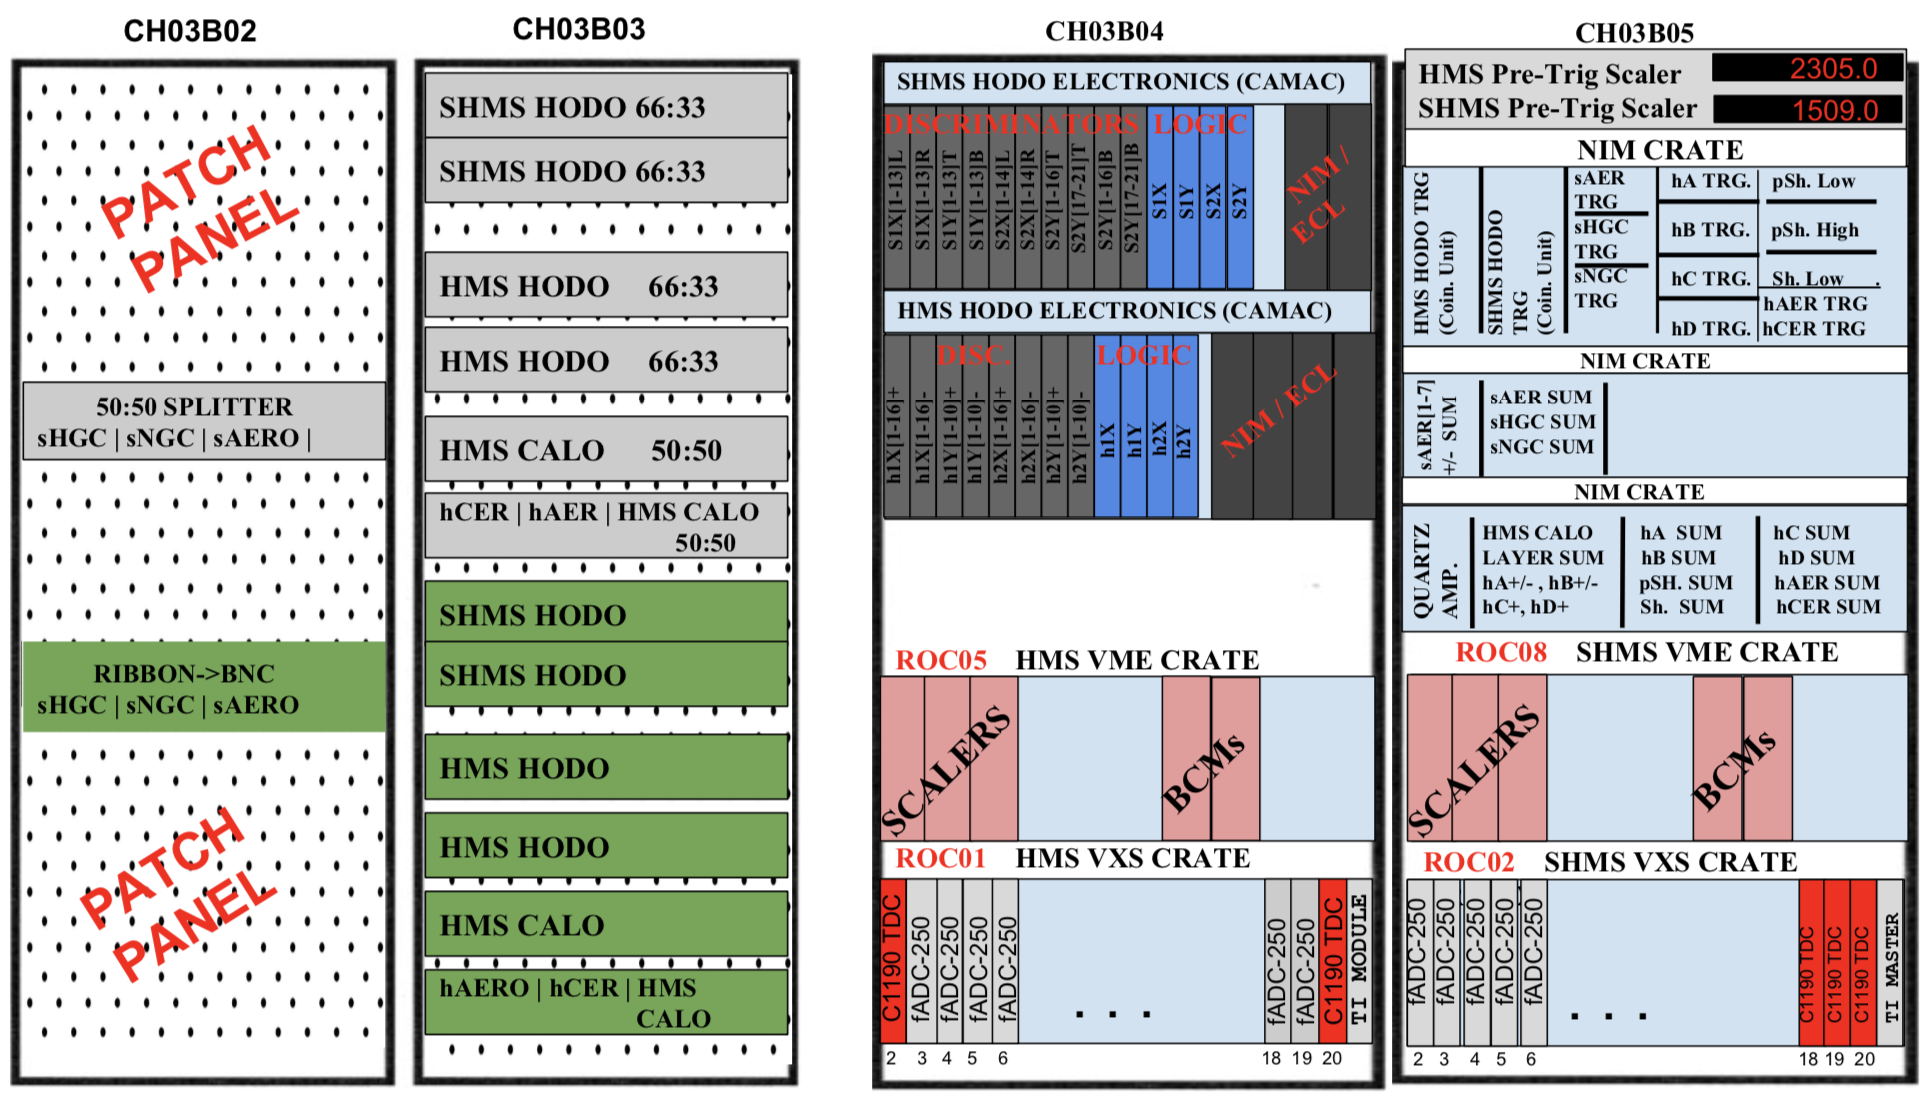 CH03B02
PATCH
PANEL
50:50 SPLITTER
sHGC | sNGC | sAERO |
RIBBON->BNC
sHGC | sNGC | sAERO
PATCH
PANEL
CH03B03
SHMS HODO 66:33
SHMS HODO 66:33
HMS HODO 66:33
HMS HODO 66:33
HMS CALO 50:50
hCER | hAER | HMS CALO
50:50
SHMS HODO
SHMS HODO
HMS HODO
HMS HODO
HMS CALO
hAERO | hCER | HMS
CALO
CH03B04
SHMS HODO ELECTRONICS (CAMAC)
DISCRIMINATORS LOGIC
S1X[1-13]L
S1X[1-13]R
S1Y[1-13]T
S1Y[1-13]B
S2X[1-14]L
S2X[1-14]R
S2Y[1-16]T
S2Y[17-21]T
S2Y[1-16]B
S2Y[17-21]B
S1X
S1Y
S2X
S2Y
NIM /
ECL
HMS HODO ELECTRONICS (CAMAC)
DISC. LOGIC
h1X[1-16]+
h1X[1-16]-
h1Y[1-10]+
h1Y[1-10]-
h2X[1-16]+
h2X[1-16]-
h2Y[1-10]+
h2Y[1-10]-
h1X
h1Y
h2X
h2Y
NIM / ECL
ROC05 HMS VME CRATE
SCALERS
BCMs
ROC01 HMS VXS CRATE
C1190 TDC
fADC-250
fADC-250
fADC-250
fADC-250
. . .
fADC-250
fADC-250
C1190 TDC
TI MODULE
2 3 4 5 6 18 19 20
CH03B05
HMS Pre-Trig Scaler 2305.0
SHMS Pre-Trig Scaler 1509.0
NIM CRATE
HMS HODO TRG
(Coin. Unit)
SHMS HODO
TRG
(Coin. Unit)
sAER
TRG
sHGC
TRG
sNGC
TRG
hA TRG.
hB TRG.
hC TRG.
hD TRG.
pSh. Low
pSh. High
Sh. Low .
hAER TRG
hCER TRG
NIM CRATE
sAER[1-7]
+/- SUM
sAER SUM
sHGC SUM
sNGC SUM
NIM CRATE
QUARTZ
AMP.
HMS CALO
LAYER SUM
hA+/- , hB+/-
hC+, hD+
hA SUM
hB SUM
pSH. SUM
Sh. SUM
hC SUM
hD SUM
hAER SUM
hCER SUM
ROC08 SHMS VME CRATE
SCALERS
BCMs
ROC02 SHMS VXS CRATE
fADC-250
fADC-250
fADC-250
fADC-250
fADC-250
. . .
C1190 TDC
C1190 TDC
C1190 TDC
TI MASTER
2 3 4 5 6 18 19 20